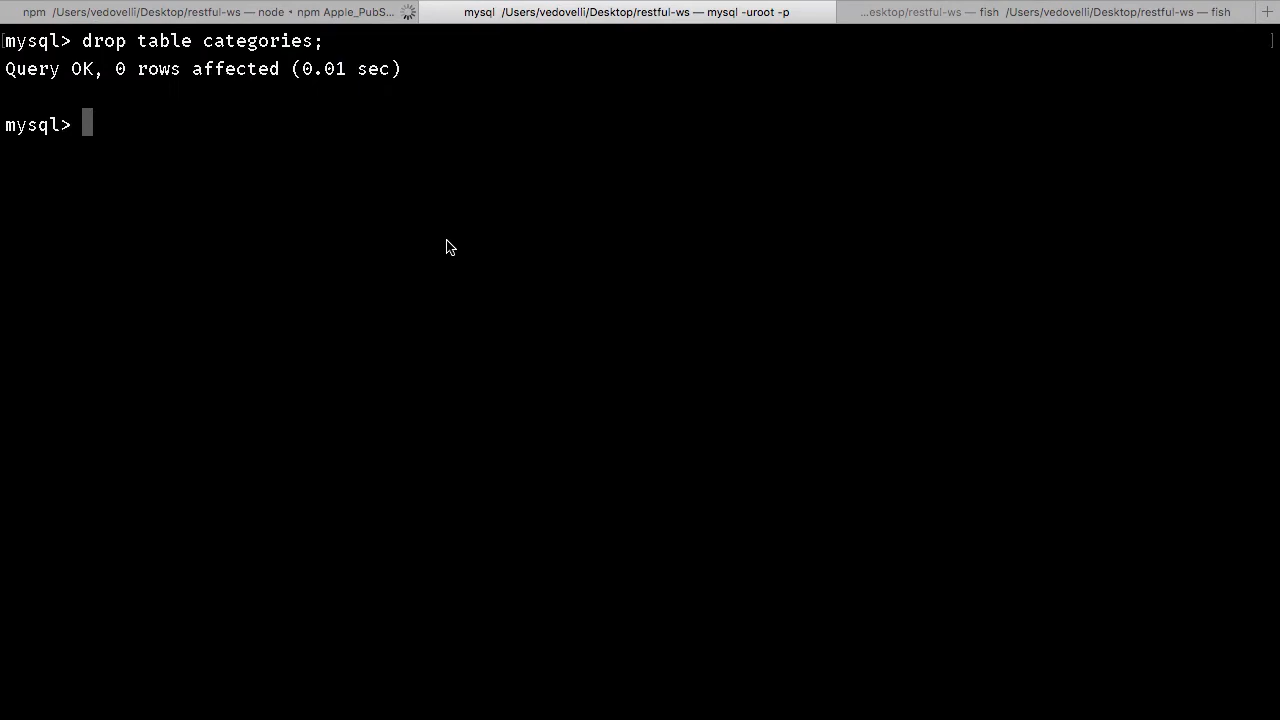 npm /Users/vedovelli/Desktop/restful-ws — node • npm Apple_PubS...
mysql /Users/vedovelli/Desktop/restful-ws — mysql -uroot -p
...esktop/restful-ws — fish /Users/vedovelli/Desktop/restful-ws — fish
+
[mysql> drop table categories; ]
Query OK, 0 rows affected (0.01 sec)
mysql>